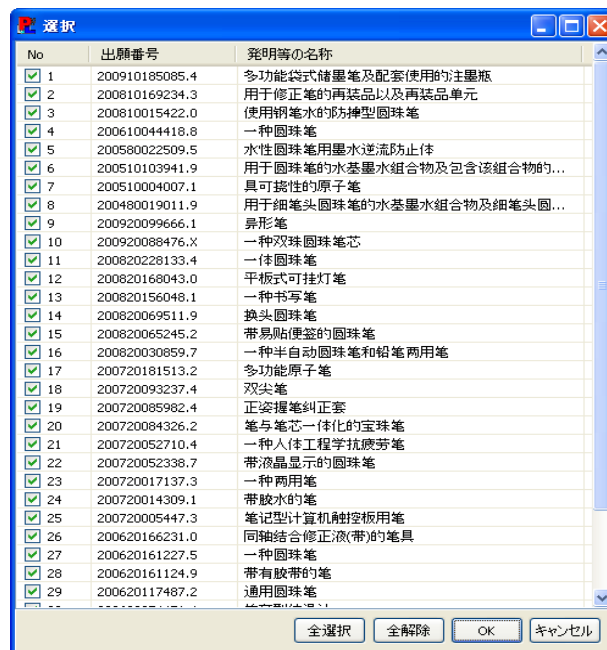 選択
No 出願番号 発明等の名称
1 200910185085.4 多功能袋式储墨笔及配套使用的注墨瓶
2 200810169234.3 用于修正笔的再装品以及再装品单元
3 200810015422.0 使用钢笔水的防掉型圆珠笔
4 200610044418.8 一种圆珠笔
5 200580022509.5 水性圆珠笔用墨水逆流防止体
6 200510103941.9 用于圆珠笔的水基墨水组合物及包含该组合物的...
7 200510004007.1 具可挠性的原子笔
8 200480019011.9 用于细笔头圆珠笔的水基墨水组合物及细笔头圆...
9 200920099666.1 异形笔
10 200920088476.X 一种双珠圆珠笔芯
11 200820228133.4 一体圆珠笔
12 200820168043.0 平板式可挂灯笔
13 200820156048.1 一种书写笔
14 200820069511.9 换头圆珠笔
15 200820065245.2 带易贴便签的圆珠笔
16 200820030859.7 一种半自动圆珠笔和铅笔两用笔
17 200720181513.2 多功能原子笔
18 200720093237.4 双尖笔
19 200720085982.4 正姿握笔纠正套
20 200720084326.2 笔与笔芯一体化的宝珠笔
21 200720052710.4 一种人体工程学抗疲劳笔
22 200720052338.7 带液晶显示的圆珠笔
23 200720017137.3 一种两用笔
24 200720014309.1 带胶水的笔
25 200720005447.3 笔记型计算机触控板用笔
26 200620166231.0 同轴结合修正液(带)的笔具
27 200620161227.5 一种圆珠笔
28 200620161124.9 带有胶带的笔
29 200620117487.2 通用圆珠笔
全選択 全解除 OK キャンセル